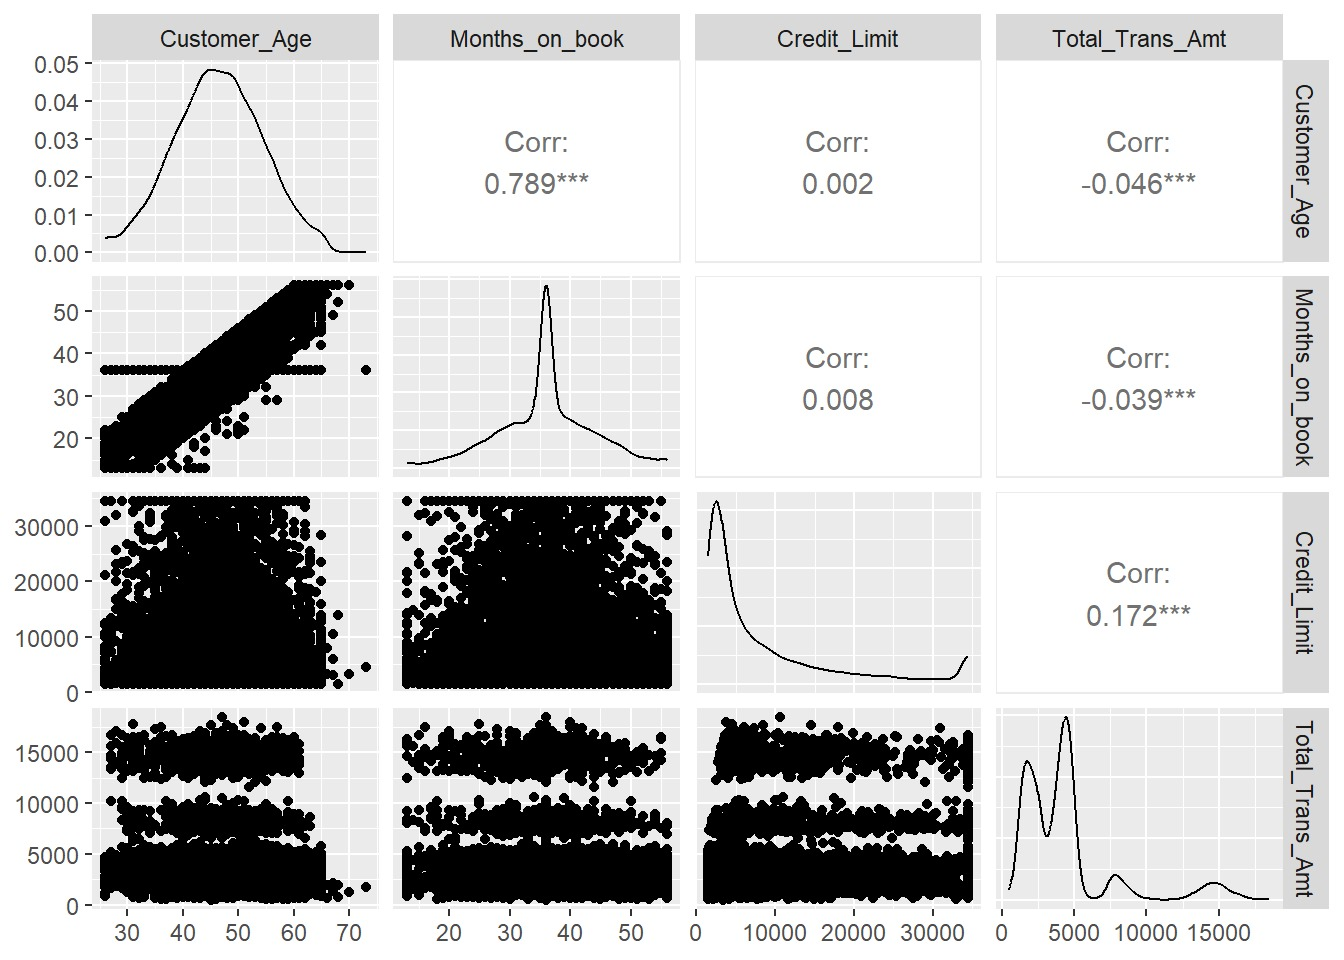 Customer_Age Months_on_book Credit_Limit Total_Trans_Amt
0.05
0.04
0.03
0.02
0.01
0.00
Corr:
0.789***
Corr:
0.002
Corr:
-0.046***
Customer_Age
50
40
30
20
Corr:
0.008
Corr:
-0.039***
Months_on_book
30000
20000
10000
0
Corr:
0.172***
Credit_Limit
15000
10000
5000
0
Total_Trans_Amt
30 40 50 60 70
20 30 40 50
0 10000 20000 30000
0 5000 10000 15000